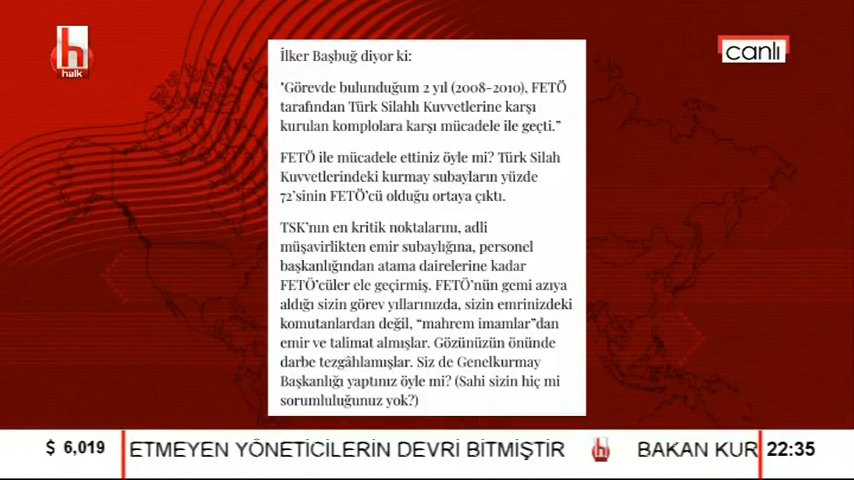 h
halk
canlı
İlker Başbuğ diyor ki:
"Görevde bulunduğum 2 yıl (2008-2010), FETÖ
tarafından Türk Silahlı Kuvvetlerine karşı
kurulan komplolara karşı mücadele ile geçti.”
FETÖ ile mücadele ettiniz öyle mi? Türk Silah
Kuvvetlerindeki kurmay subayların yüzde
72’sinin FETÖ’cü olduğu ortaya çıktı.
TSK’nın en kritik noktalarını, adli
müşavirlikten emir subaylığına, personel
başkanlığından atama dairelerine kadar
FETÖ’cüler ele geçirmiş. FETÖ’nün gemi azıya
aldığı sizin görev yıllarınızda, sizin emrinizdeki
komutanlardan değil, “mahrem imamlar”dan
emir ve talimat almışlar. Gözünüzün önünde
darbe tezgâhlamışlar. Siz de Genelkurmay
Başkanlığı yaptınız öyle mi? (Sahi sizin hiç mi
sorumluluğunuz yok?)
$ 6,019 ETMEYEN YÖNETİCİLERİN DEVRİ BİTMİŞTİR h BAKAN KUR 22:35